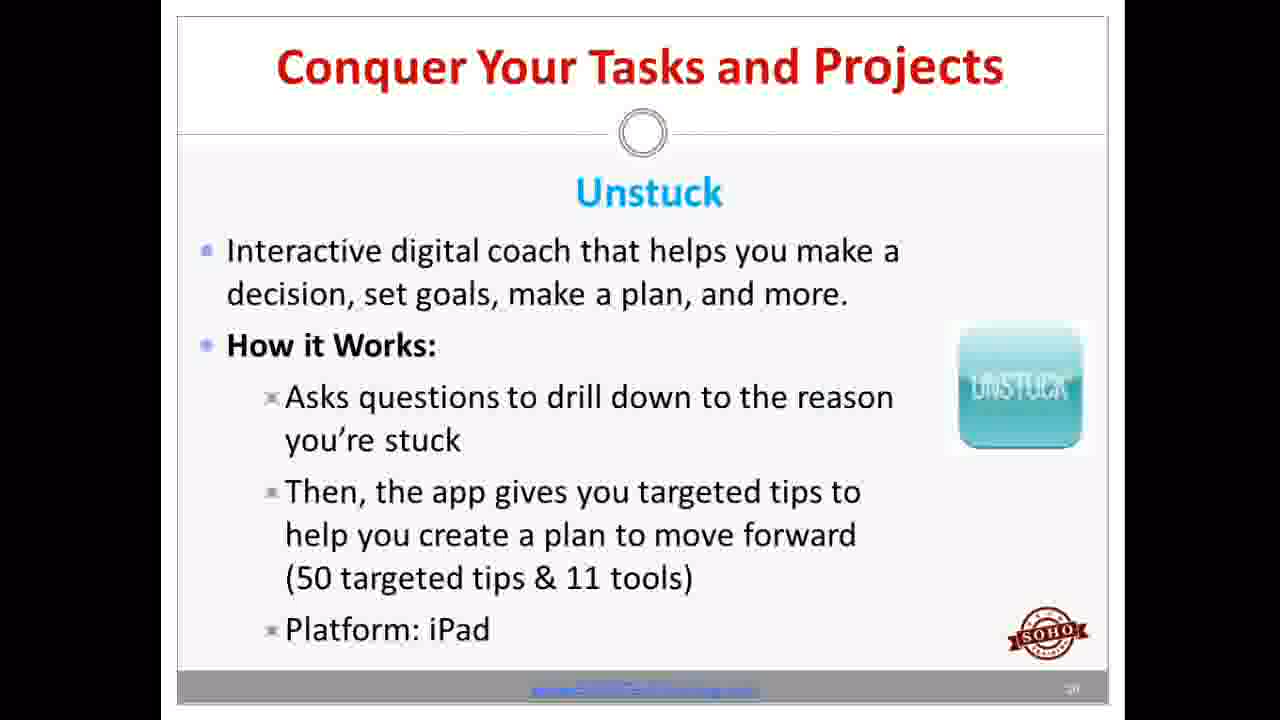 Conquer Your Tasks and Projects
Unstuck
Interactive digital coach that helps you make a
decision, set goals, make a plan, and more.
How it Works:
Asks questions to drill down to the reason
you’re stuck
UNSTUCK
Then, the app gives you targeted tips to
help you create a plan to move forward
(50 targeted tips & 11 tools)
Platform: iPad
SOHO